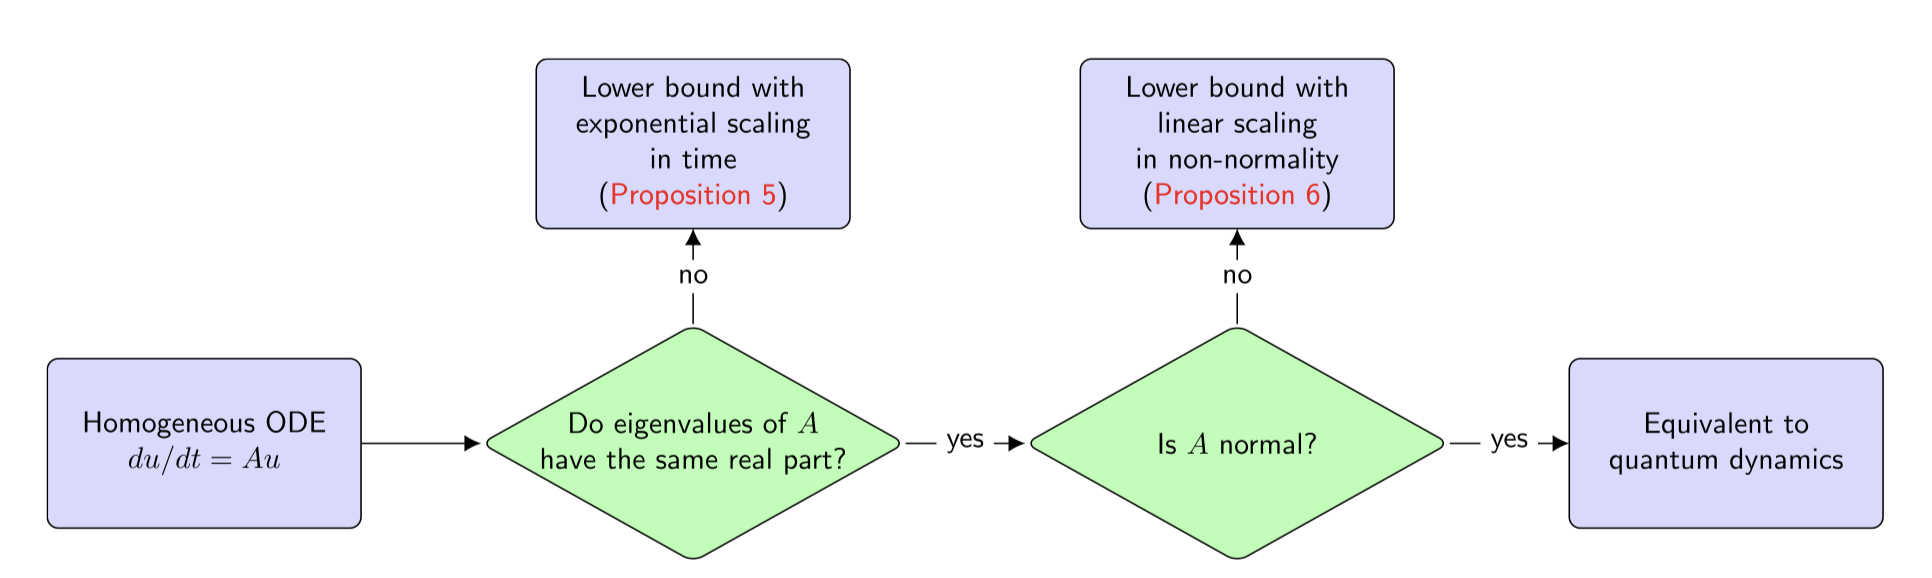 Lower bound with
exponential scaling
in time
(Proposition 5)
Lower bound with
linear scaling
in non-normality
(Proposition 6)
no
no
Homogeneous ODE
du/dt = Au
Do eigenvalues of A
have the same real part?
yes
Is A normal?
yes
Equivalent to
quantum dynamics